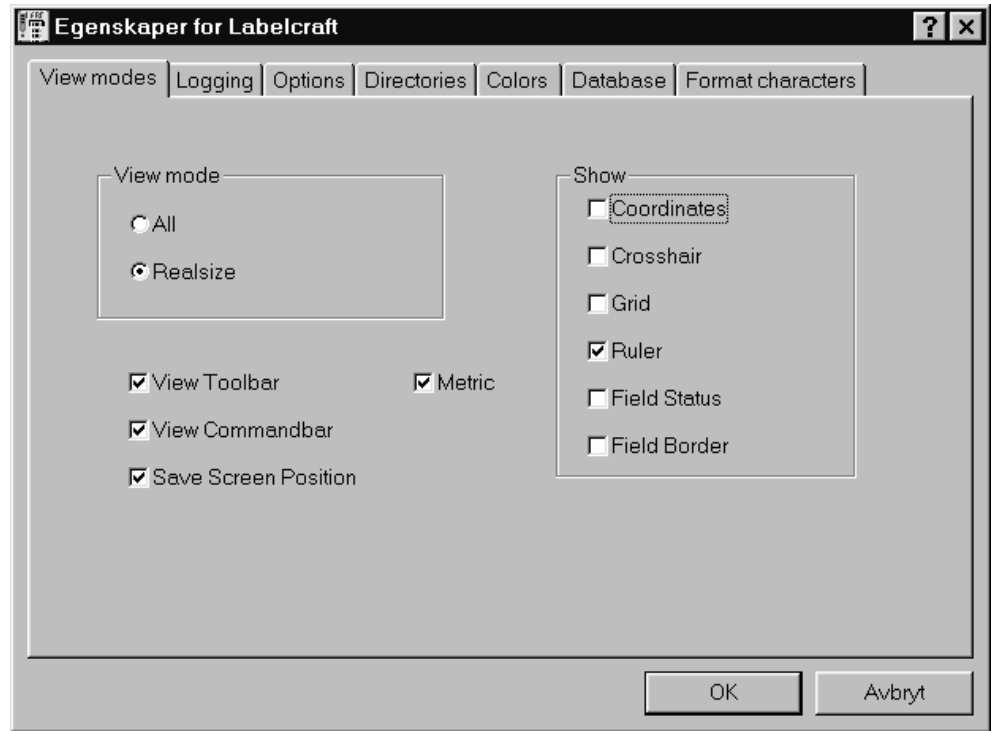 Egenskaper for Labelcraft
View modes Logging Options Directories Colors Database Format characters
View mode
All
Realsize
View Toolbar
Metric
View Commandbar
Save Screen Position
Show
Coordinates
Crosshair
Grid
Ruler
Field Status
Field Border
OK Avbryt